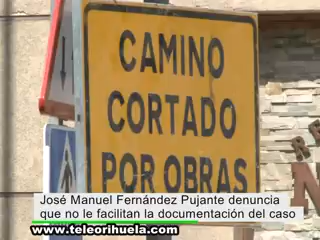 CAMINO
CORTADO
POR OBRAS
José Manuel Fernández Pujante denuncia
que no le facilitan la documentación del caso
www.teleorihuela.com